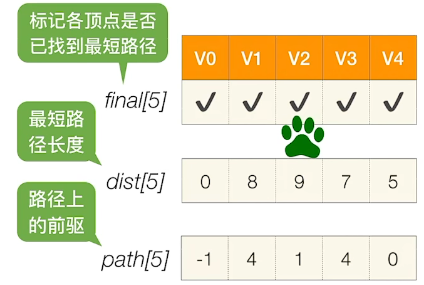 标记各顶点是否
已找到最短路径
V0 V1 V2 V3 V4
final[5] ✓ ✓ ✓ ✓ ✓
最短路
径长度
dist[5] 0 8 9 7 5
路径上
的前驱
path[5] -1 4 1 4 0